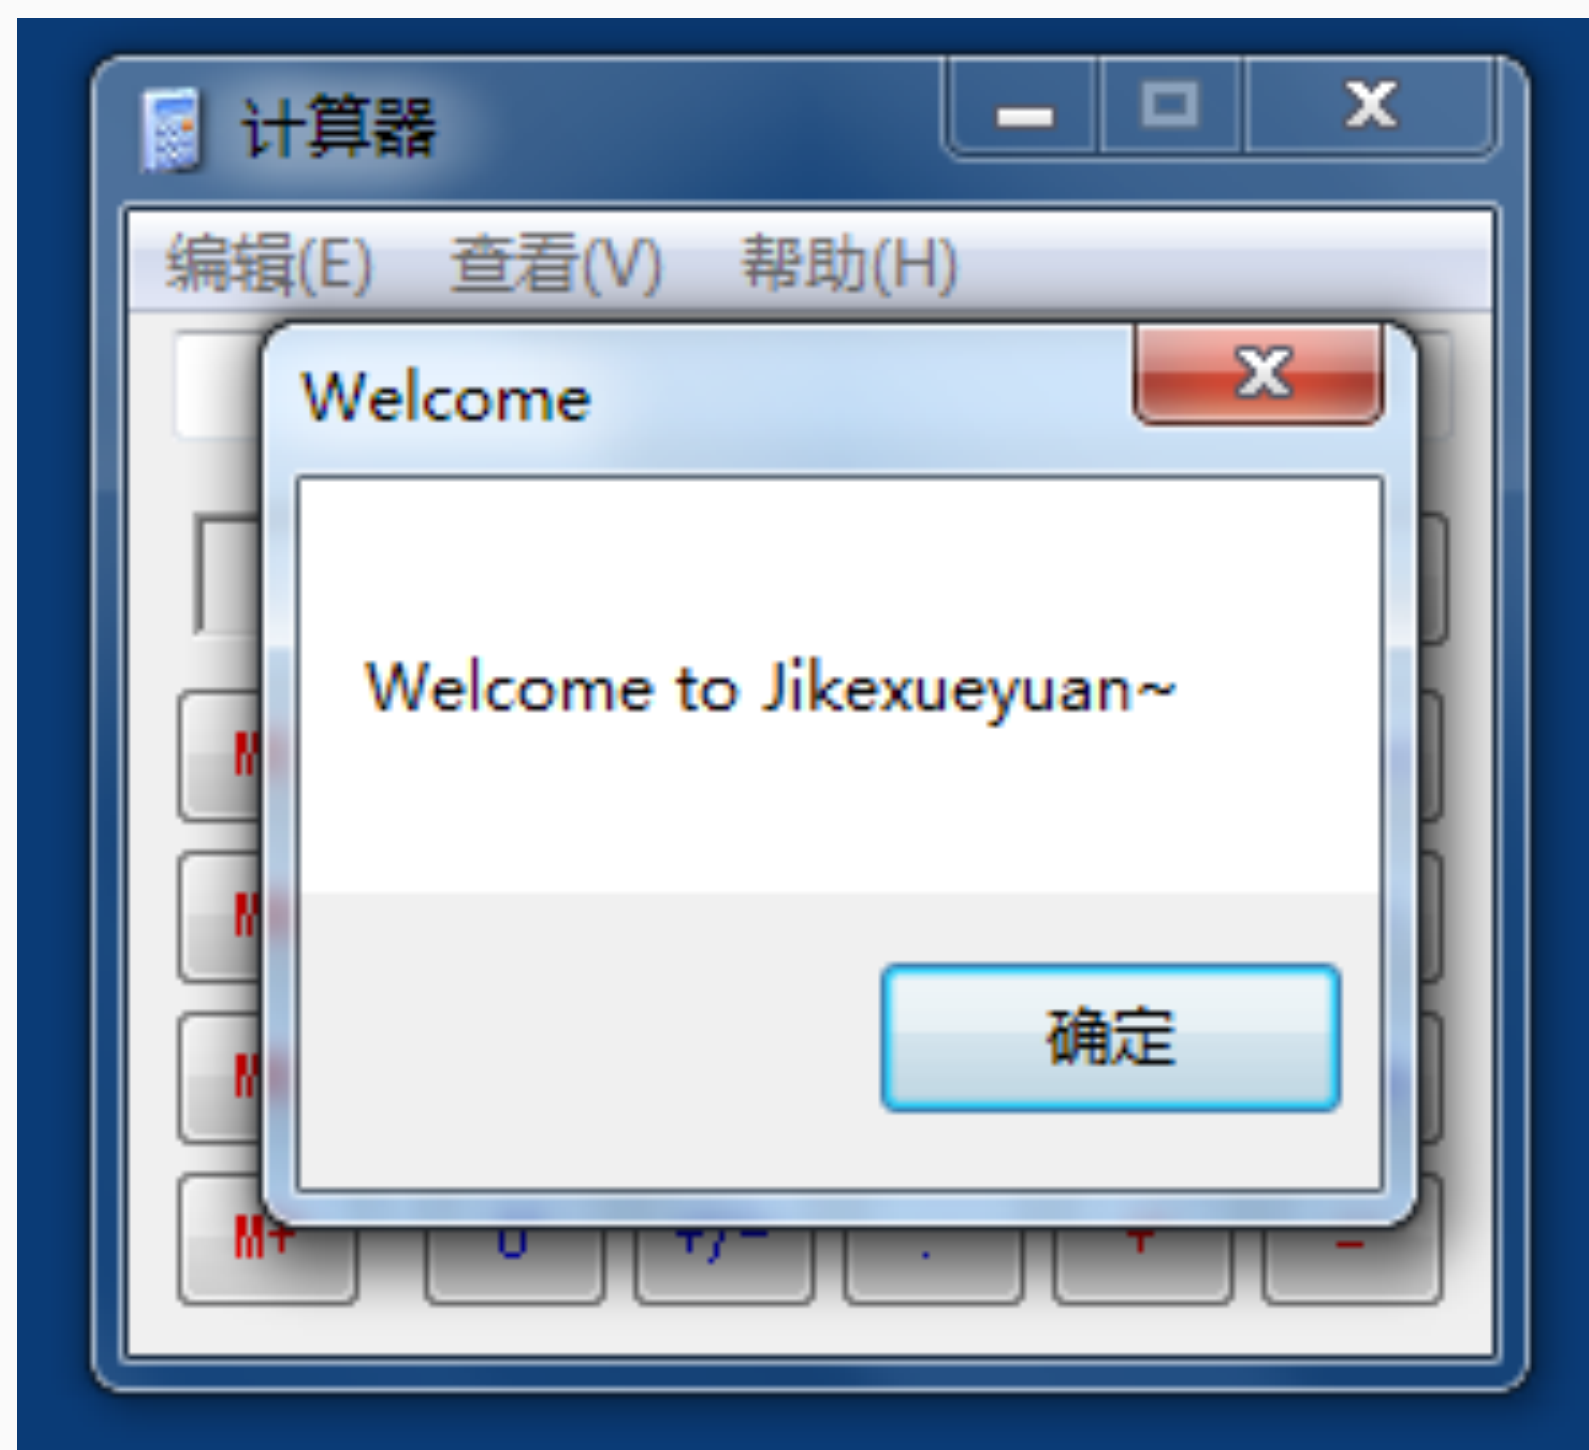 计算器
编辑(E) 查看(V) 帮助(H)
Welcome
Welcome to Jikexueyuan~
确定
M+ 0 +/- . + -